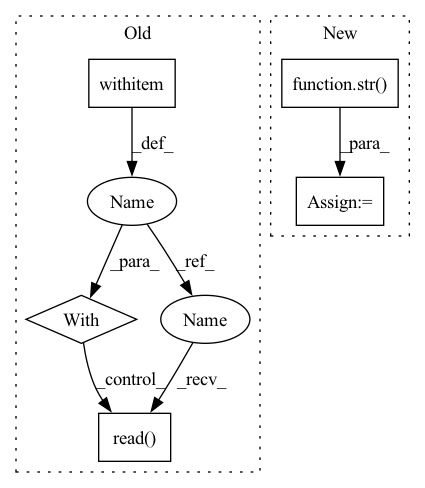 Old
New
withitem
function.str()
_def_
_para_
Name
Assign:=
_para_
_ref_
With
Name
_control_
_recv_
read()